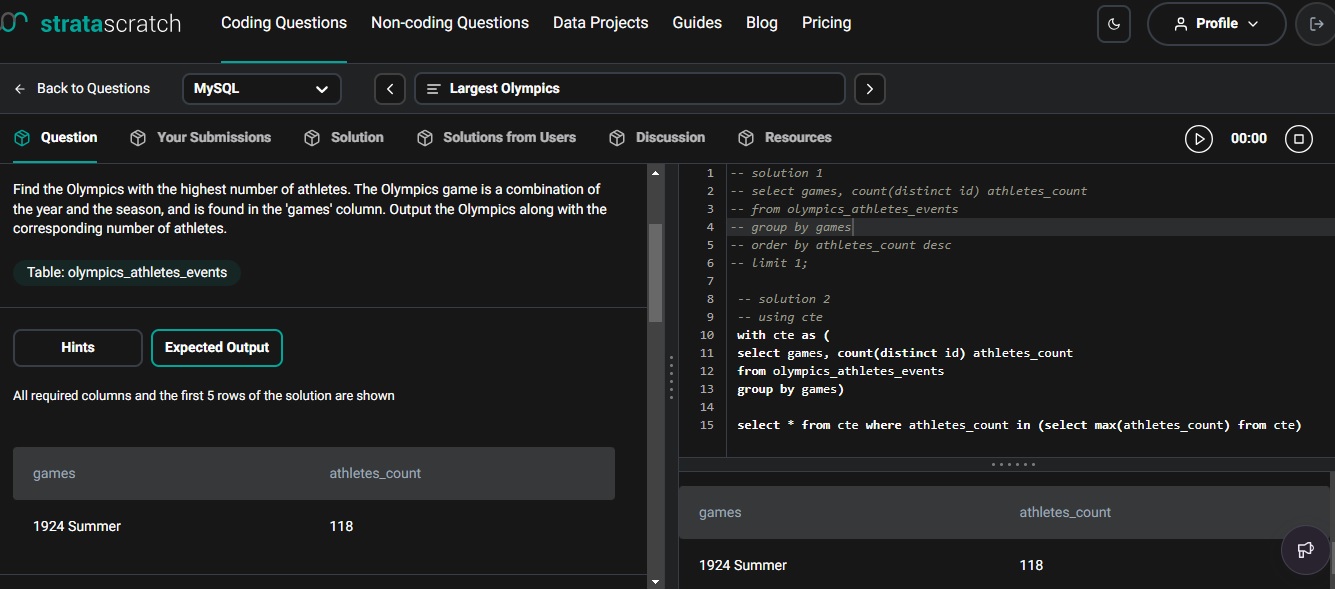 stratascratch Coding Questions Non-coding Questions Data Projects Guides Blog Pricing Profile
Back to Questions MySQL Largest Olympics
Question Your Submissions Solution Solutions from Users Discussion Resources 00:00
Find the Olympics with the highest number of athletes. The Olympics game is a combination of
the year and the season, and is found in the 'games' column. Output the Olympics along with the
corresponding number of athletes.
Table: olympics_athletes_events
Hints Expected Output
All required columns and the first 5 rows of the solution are shown
games athletes_count
1924 Summer 118
1 -- solution 1
2 -- select games, count(distinct id) athletes_count
3 -- from olympics_athletes_events
4 -- group by games
5 -- order by athletes_count desc
6 -- limit 1;
7
8 -- solution 2
9 -- using cte
10 with cte as (
11 select games, count(distinct id) athletes_count
12 from olympics_athletes_events
13 group by games)
14
15 select * from cte where athletes_count in (select max(athletes_count) from cte)
games athletes_count
1924 Summer 118